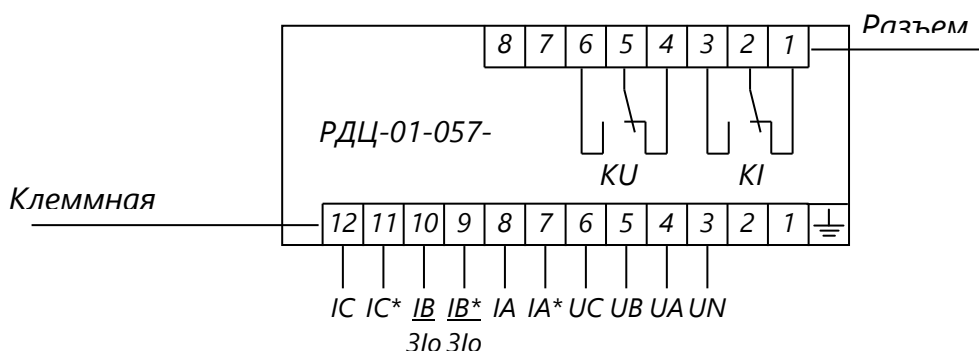 Разъем
8 7 6 5 4 3 2 1
РДЦ-01-057-
KU KI
Клеммная
12 11 10 9 8 7 6 5 4 3 2 1
IC IC* IB IB* IA IA* UC UB UA UN
3Io 3Io